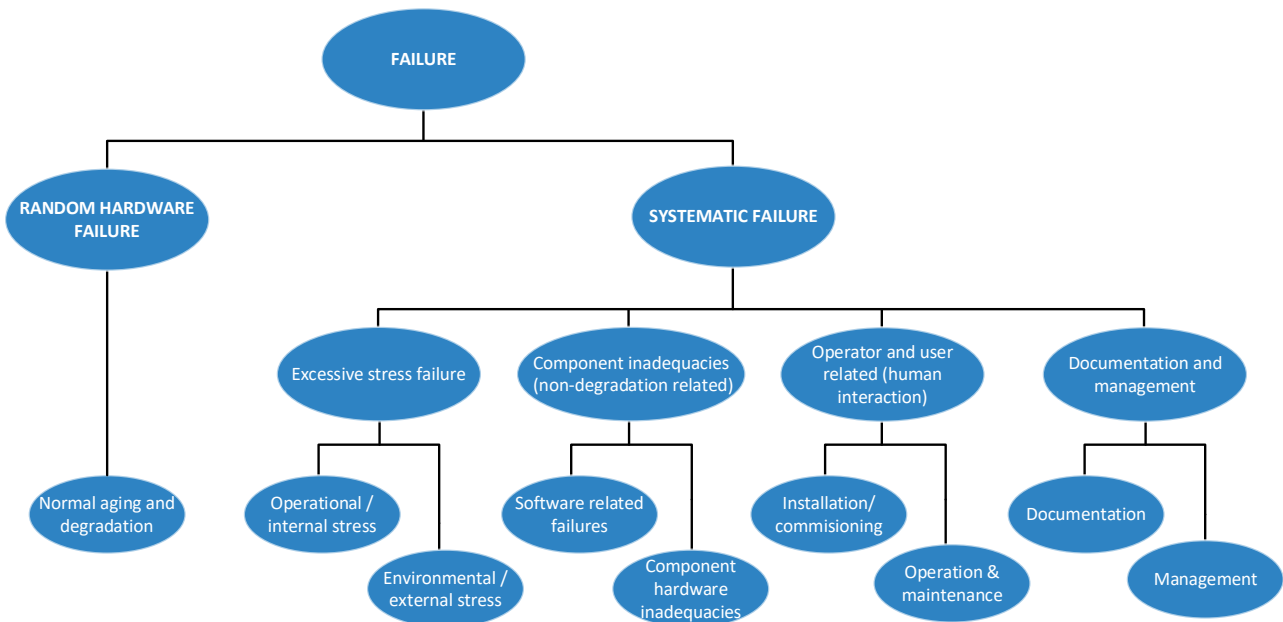 FAILURE
RANDOM HARDWARE
FAILURE
SYSTEMATIC FAILURE
Excessive stress failure
Component inadequacies
(non-degradation related)
Operator and user
related (human
interaction)
Documentation and
management
Normal aging and
degradation
Operational /
internal stress
Environmental /
external stress
Software related
failures
Component
hardware
inadequacies
Installation/
commisioning
Operation &
maintenance
Documentation
Management